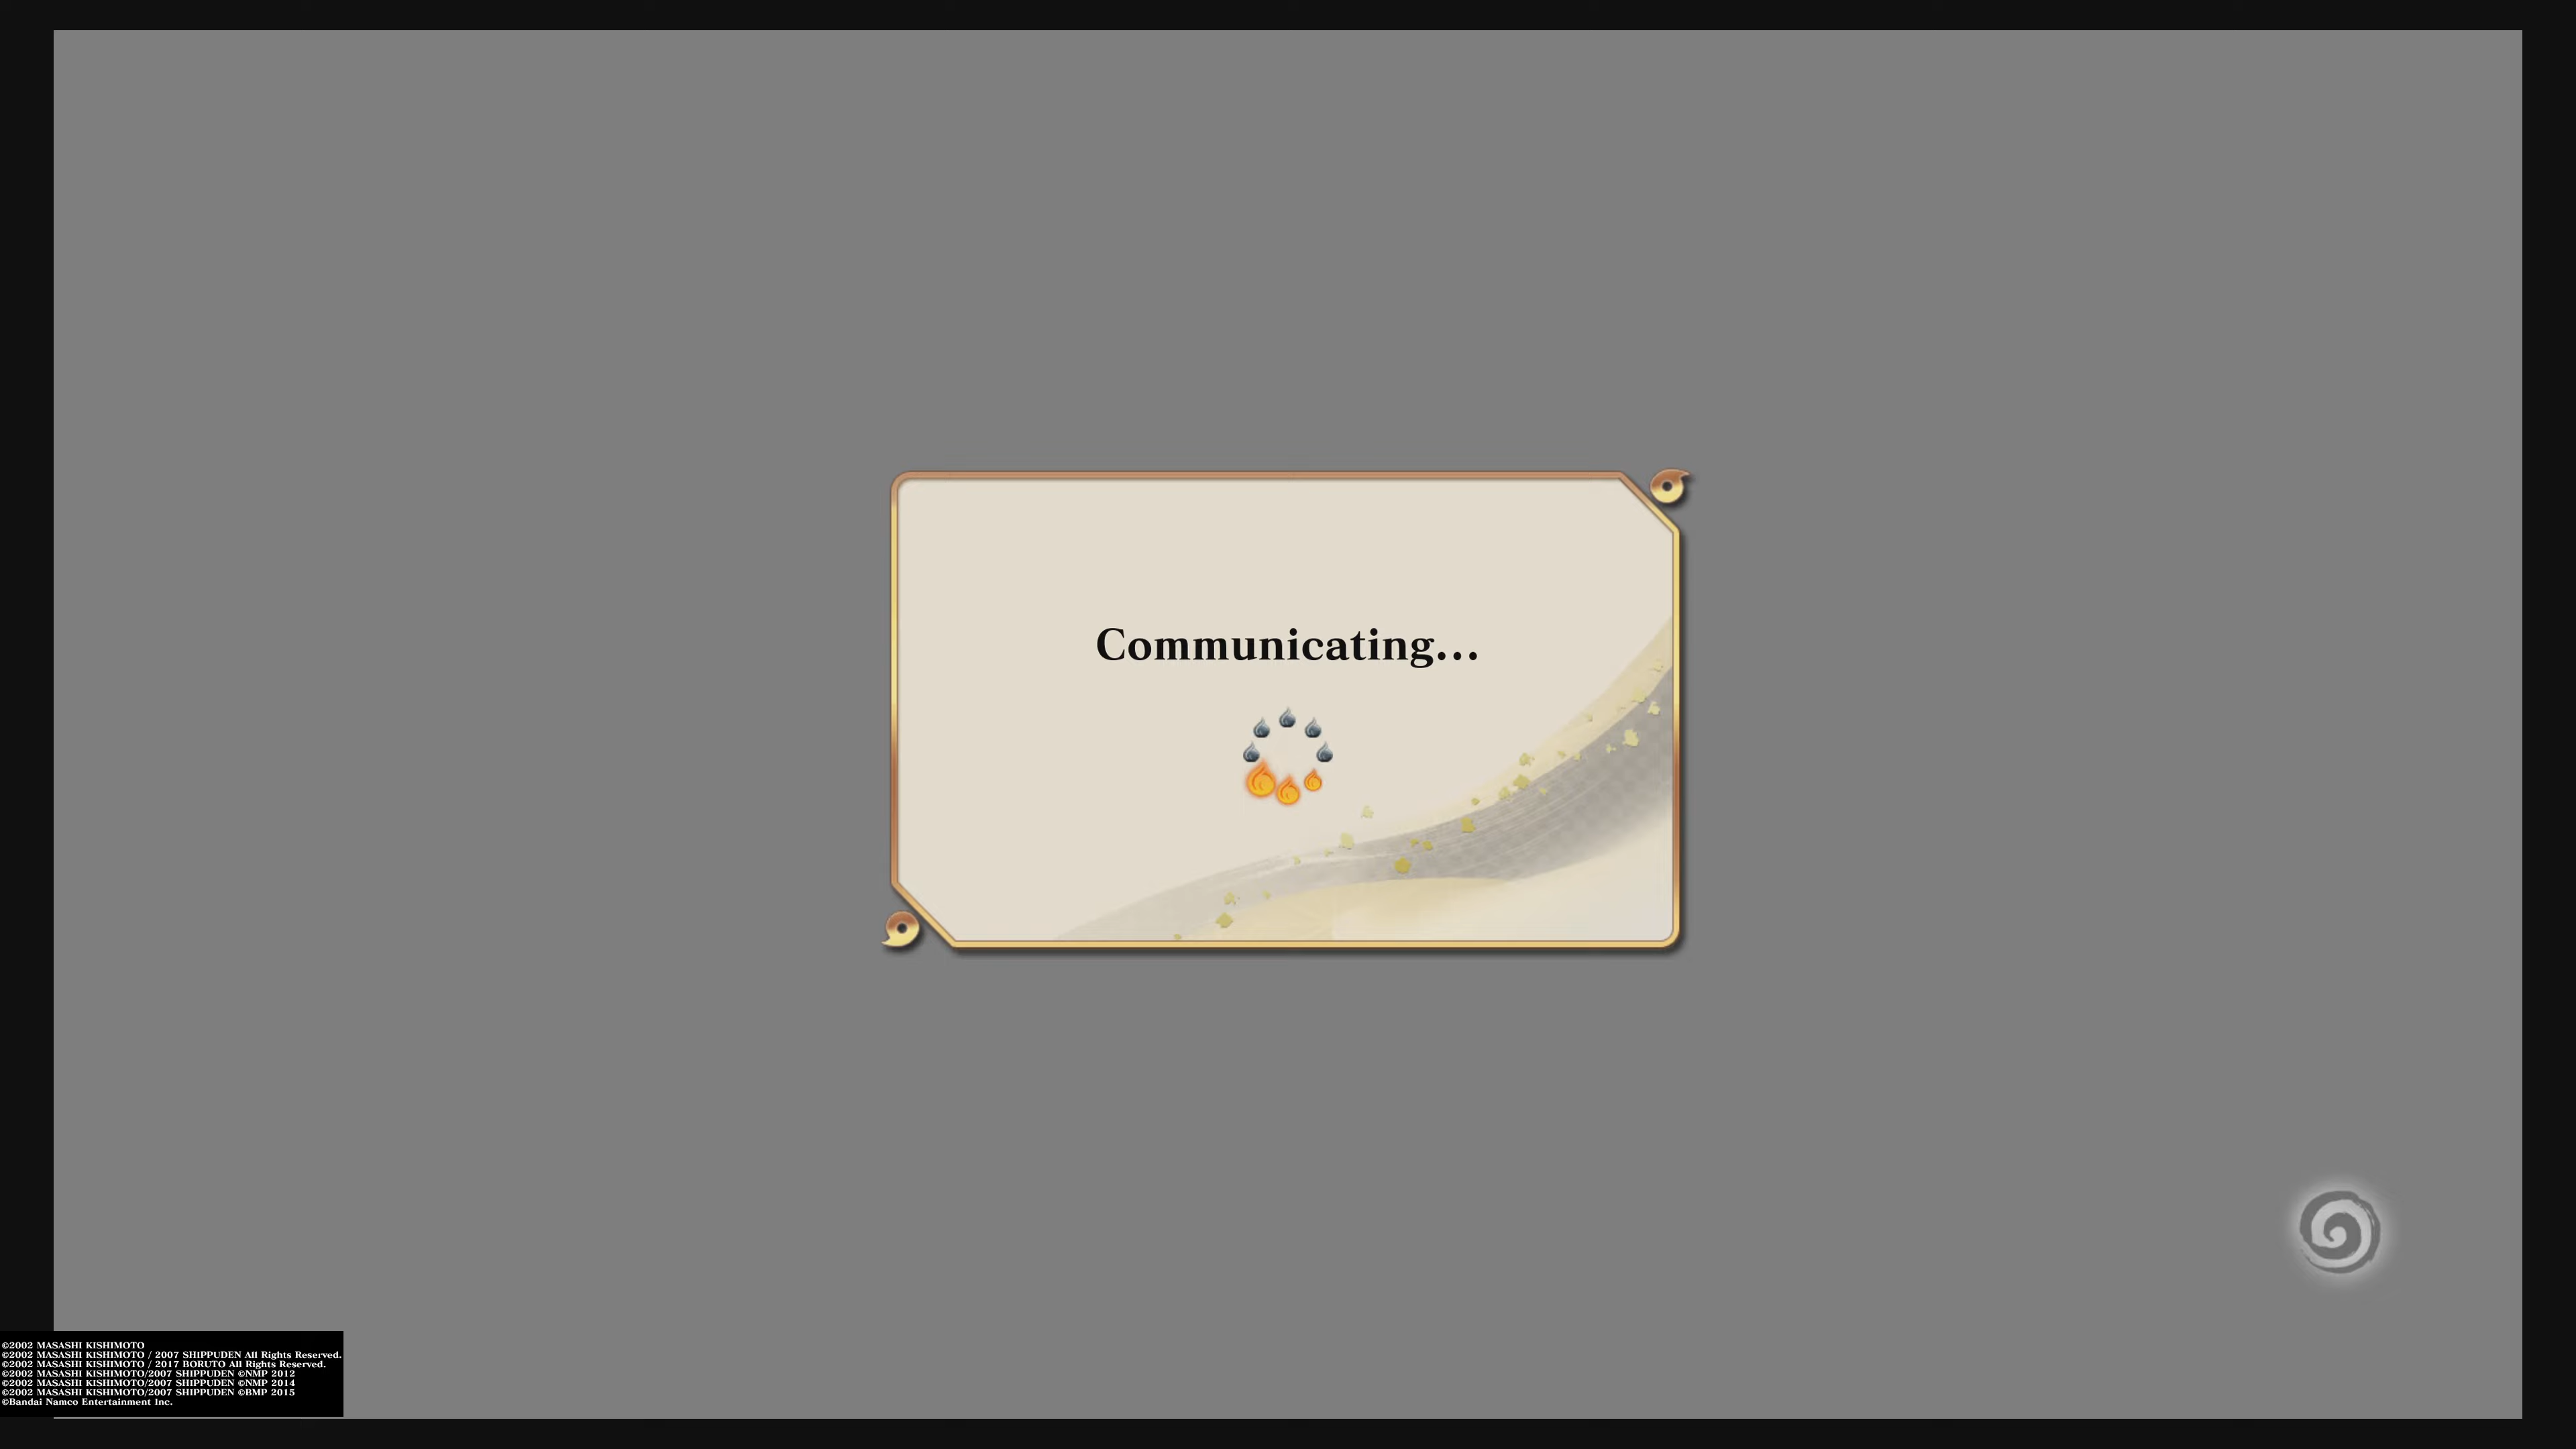 Communicating...
©2002 MASASHI KISHIMOTO
©2002 MASASHI KISHIMOTO / 2007 SHIPPUDEN All Rights Reserved.
©2002 MASASHI KISHIMOTO / 2017 BORUTO All Rights Reserved.
©2002 MASASHI KISHIMOTO/2007 SHIPPUDEN ©NMP 2012
©2002 MASASHI KISHIMOTO/2007 SHIPPUDEN ©NMP 2014
©2002 MASASHI KISHIMOTO/2007 SHIPPUDEN ©BMP 2015
©Bandai Namco Entertainment Inc.